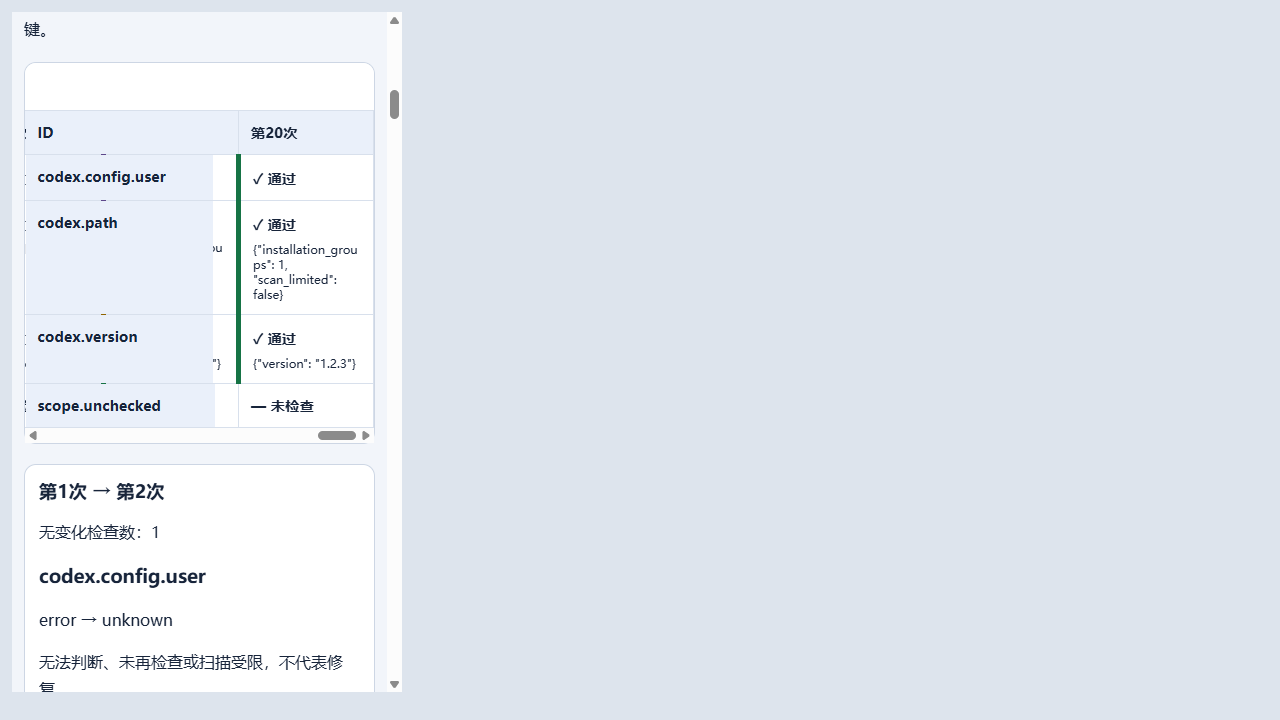 键。
ID 第20次
codex.config.user ✓ 通过
codex.path ✓ 通过
{"installation_grou
ps": 1,
"scan_limited":
false}
codex.version ✓ 通过
"} {"version": "1.2.3"}
scope.unchecked — 未检查
第1次 → 第2次
无变化检查数：1
codex.config.user
error → unknown
无法判断、未再检查或扫描受限，不代表修
复